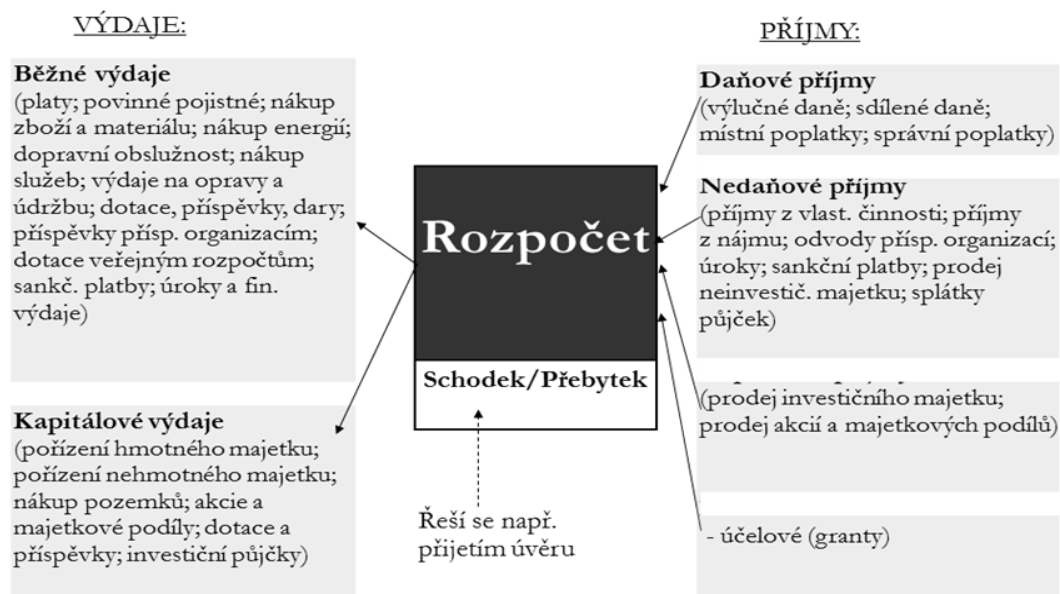 VÝDAJE:
Běžné výdaje
(platy; povinné pojistné; nákup
zboží a materiálu; nákup energií;
dopravní obslužnost; nákup
služeb; výdaje na opravy a
údržbu; dotace, příspěvky, dary;
příspěvky přísp. organizacím;
dotace veřejným rozpočtům;
sankč. platby; úroky a fin.
výdaje)
Kapitálové výdaje
(pořízení hmotného majetku;
pořízení nehmotného majetku;
nákup pozemků; akcie a
majetkové podíly; dotace a
příspěvky; investiční půjčky)
Rozpočet
Schodek/Přebytek
Řeší se např.
přijetím úvěru
PŘÍJMY:
Daňové příjmy
(výlučné daně; sdílené daně;
místní poplatky; správní poplatky)
Nedaňové příjmy
(příjmy z vlast. činnosti; příjmy
z nájmu; odvody přísp. organizací;
úroky; sankční platby; prodej
neinvestič. majetku; splátky
půjček)
(prodej investičního majetku;
prodej akcií a majetkových podílů)
- účelové (granty)